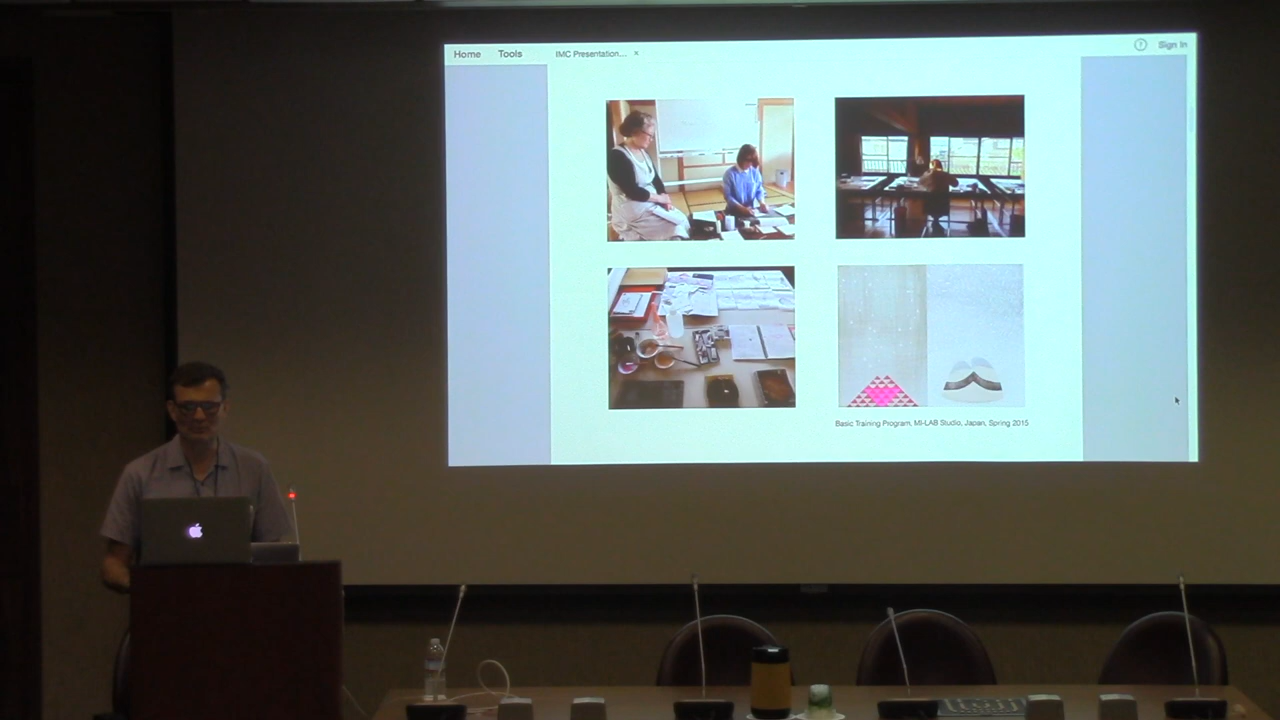 Home Tools IMC Presentation... ×
? Sign In
Basic Training Program, MI-LAB Studio, Japan, Spring 2015